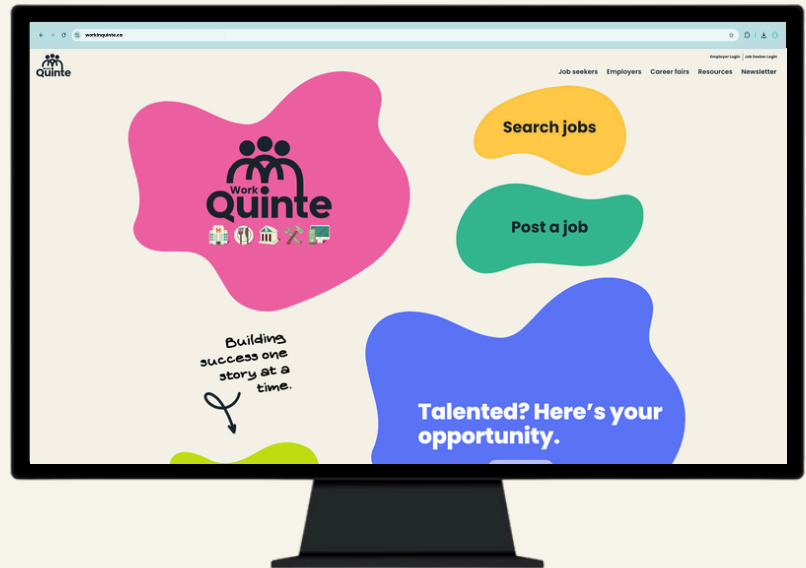 workinquinte.ca
Employer Login | Job Seeker Login
Work
Quinte
Job seekers Employers Career fairs Resources Newsletter
Search jobs
Work
Quinte
H
Post a job
Building
success one
story at a
time.
Talented? Here's your
opportunity.